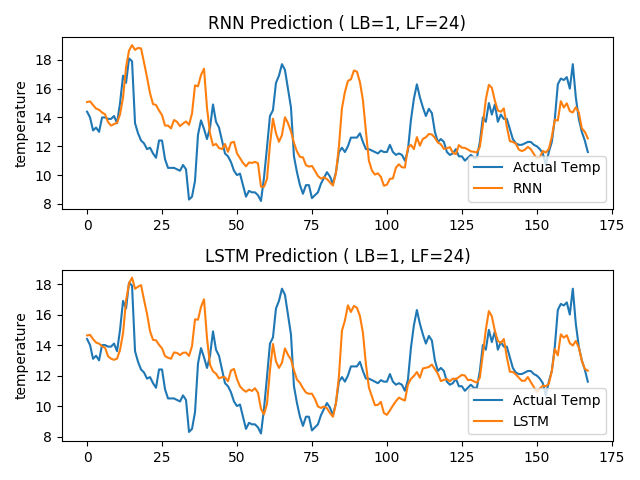 RNN Prediction ( LB=1, LF=24)
temperature
18
16
14
12
10
8
0 25 50 75 100 125 150 175
Actual Temp
RNN
LSTM Prediction ( LB=1, LF=24)
temperature
18
16
14
12
10
8
0 25 50 75 100 125 150 175
Actual Temp
LSTM